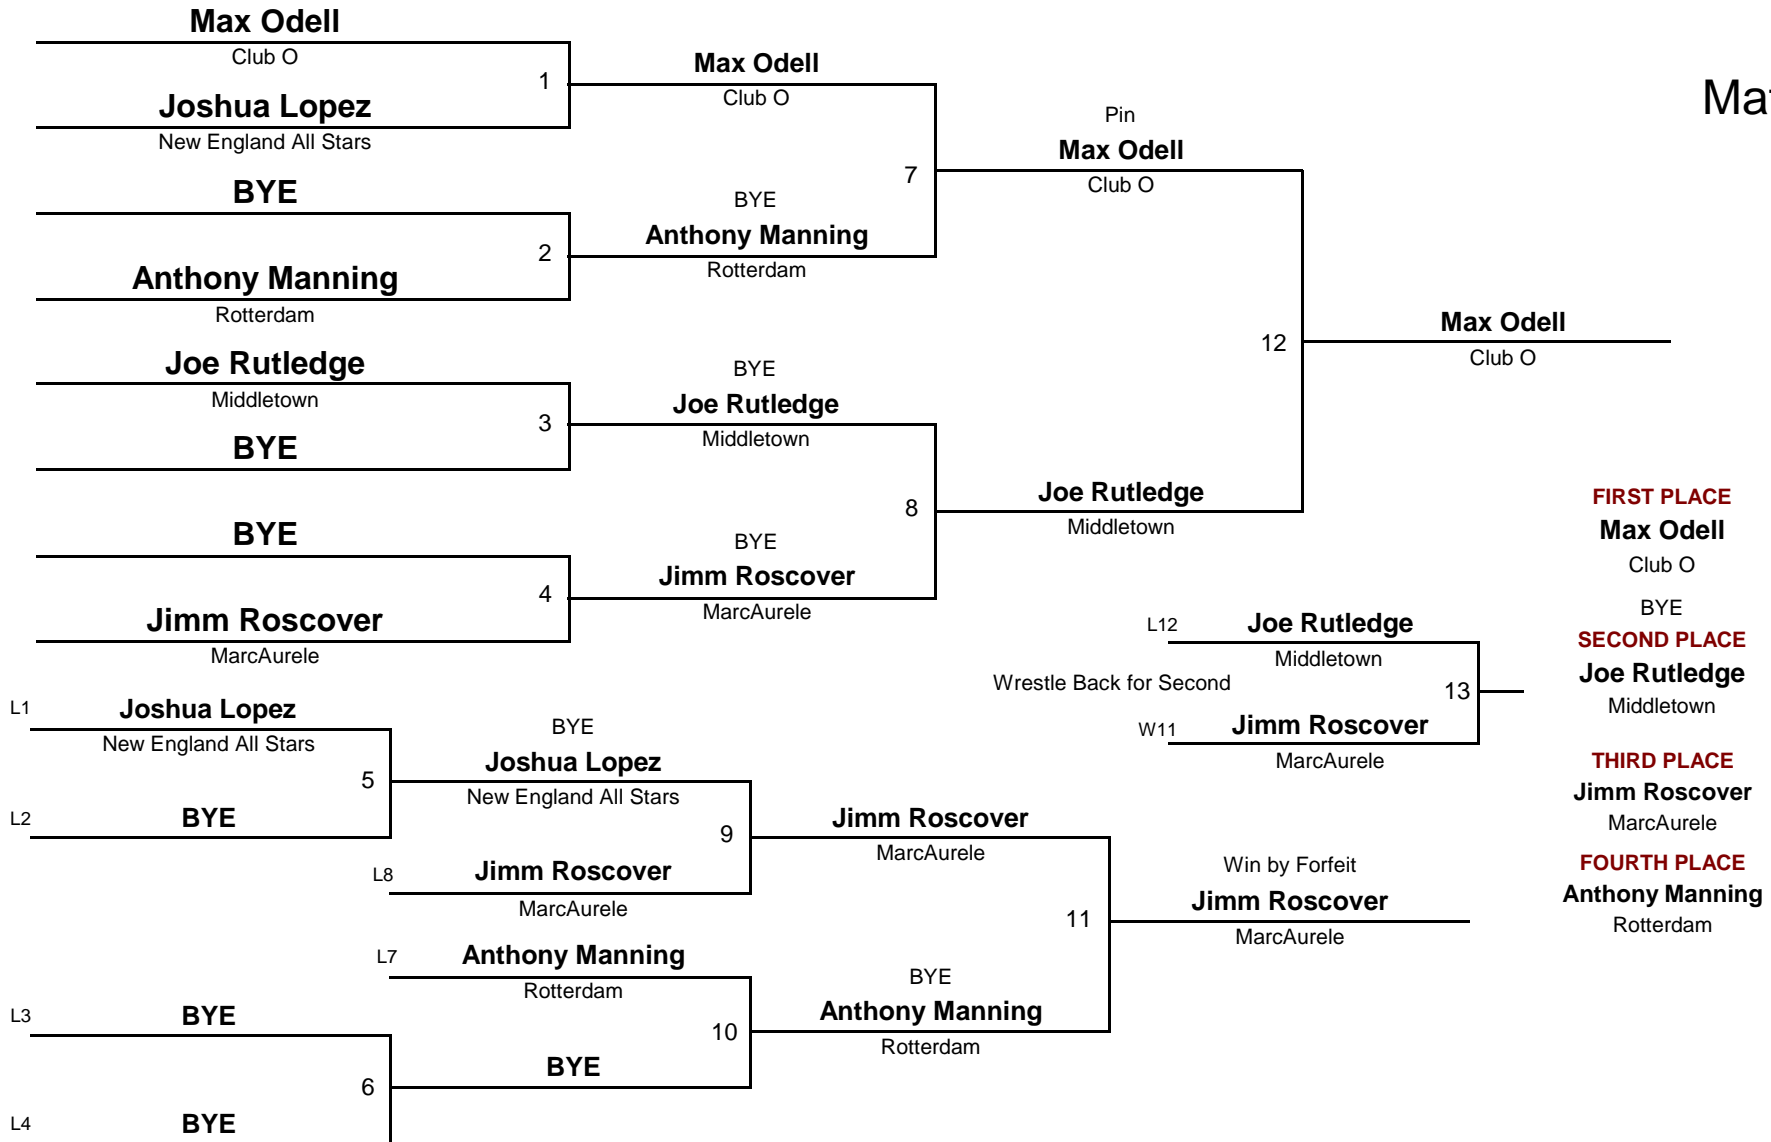 Max Odell
Club O
1
Joshua Lopez
New England All Stars
BYE
2
Anthony Manning
Rotterdam
Joe Rutledge
Middletown
3
BYE
BYE
4
Jimm Roscover
MarcAurele
Max Odell
Club O
7
BYE
Anthony Manning
Rotterdam
BYE
Joe Rutledge
Middletown
8
BYE
Jimm Roscover
MarcAurele
Pin
Max Odell
Club O
12
Joe Rutledge
Middletown
Max Odell
Club O
L1
Joshua Lopez
New England All Stars
5
L2
BYE
BYE
Joshua Lopez
New England All Stars
9
L8
Jimm Roscover
MarcAurele
L7
Anthony Manning
Rotterdam
10
L3
BYE
6
BYE
L4
BYE
Jimm Roscover
MarcAurele
11
BYE
Anthony Manning
Rotterdam
Win by Forfeit
Jimm Roscover
MarcAurele
L12
Joe Rutledge
Middletown
Wrestle Back for Second
13
W11
Jimm Roscover
MarcAurele
FIRST PLACE
Max Odell
Club O
BYE
SECOND PLACE
Joe Rutledge
Middletown
THIRD PLACE
Jimm Roscover
MarcAurele
FOURTH PLACE
Anthony Manning
Rotterdam